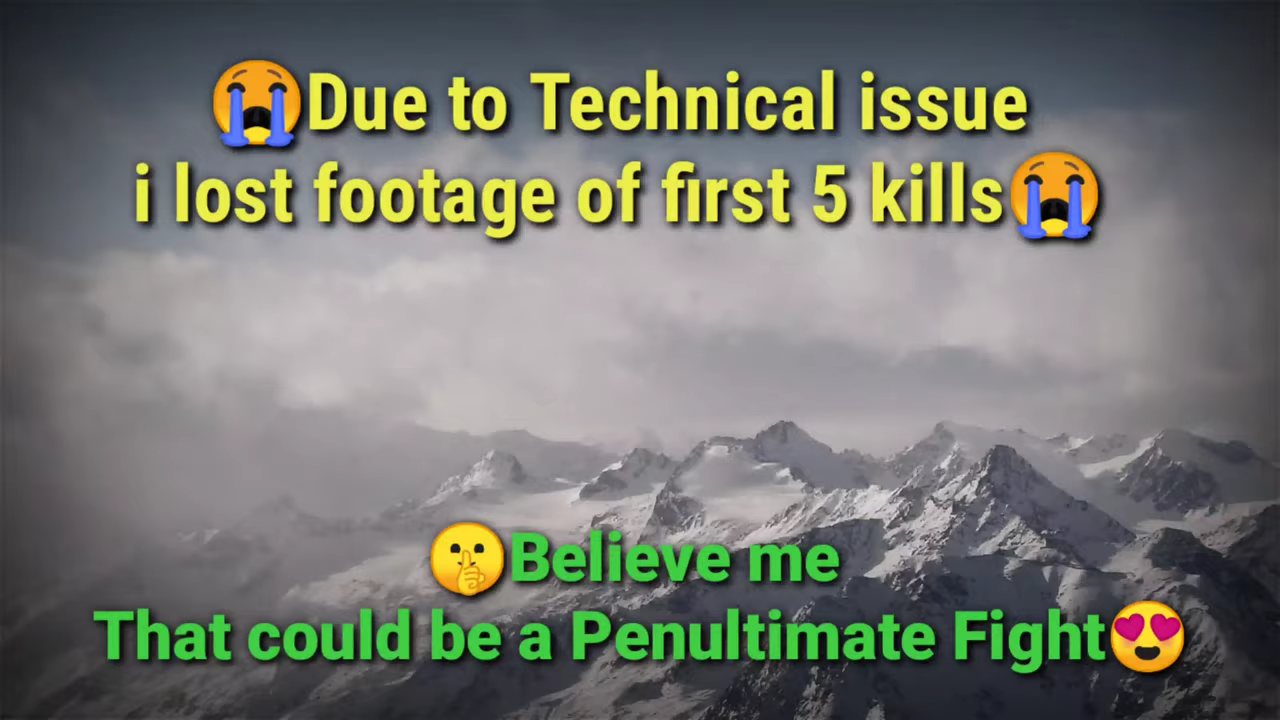 😭Due to Technical issue
i lost footage of first 5 kills😭
🤫Believe me
That could be a Penultimate Fight😍